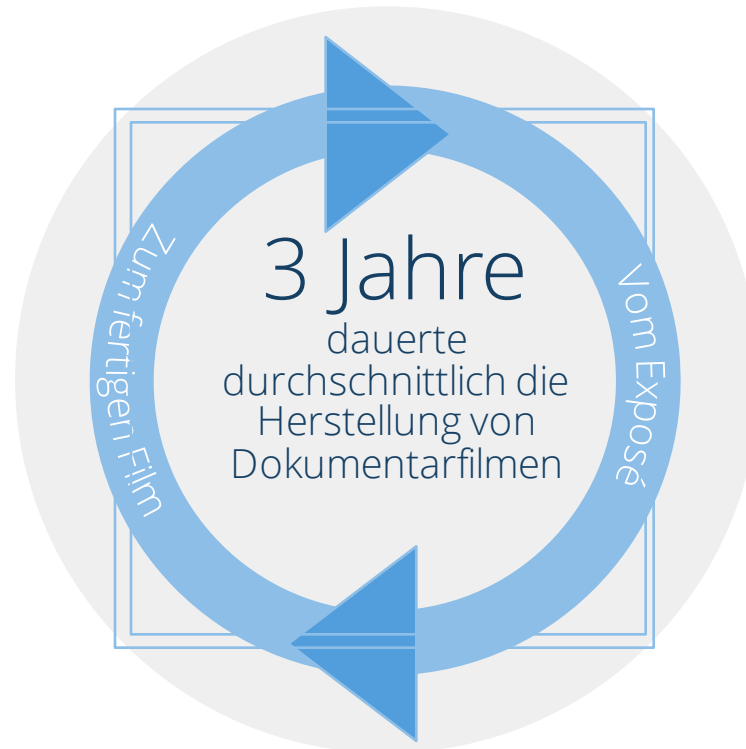 3 Jahre
dauerte
durchschnittlich die
Herstellung von
Dokumentarfilmen
Vom Exposé
Zum fertigen Film